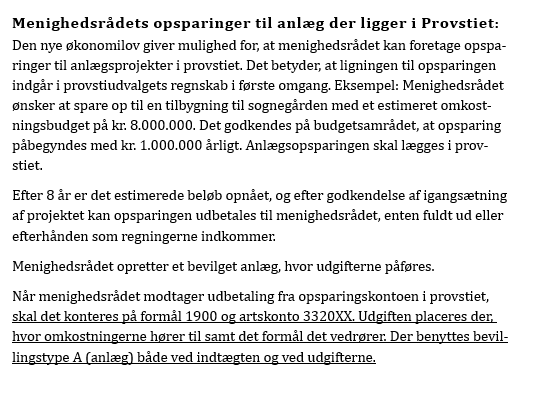 Menighedsrådets opsparinger til anlæg der ligger i Provstiet:
Den nye økonomilov giver mulighed for, at menighedsrådet kan foretage opspa-
ringer til anlægsprojekter i provstiet. Det betyder, at ligningen til opsparingen
indgår i provstiudvalgets regnskab i første omgang. Eksempel: Menighedsrådet
ønsker at spare op til en tilbygning til sognegården med et estimeret omkost-
ningsbudget på kr. 8.000.000. Det godkendes på budgetsamrådet, at opsparing
påbegyndes med kr. 1.000.000 årligt. Anlægsopsparingen skal lægges i prov-
stiet.
Efter 8 år er det estimerede beløb opnået, og efter godkendelse af igangsætning
af projektet kan opsparingen udbetales til menighedsrådet, enten fuldt ud eller
efterhånden som regningerne indkommer.
Menighedsrådet opretter et bevilget anlæg, hvor udgifterne påføres.
Når menighedsrådet modtager udbetaling fra opsparingskontoen i provstiet,
skal det konteres på formål 1900 og artskonto 3320XX. Udgiften placeres der,
hvor omkostningerne hører til samt det formål det vedrører. Der benyttes bevil-
lingstype A (anlæg) både ved indtægten og ved udgifterne.